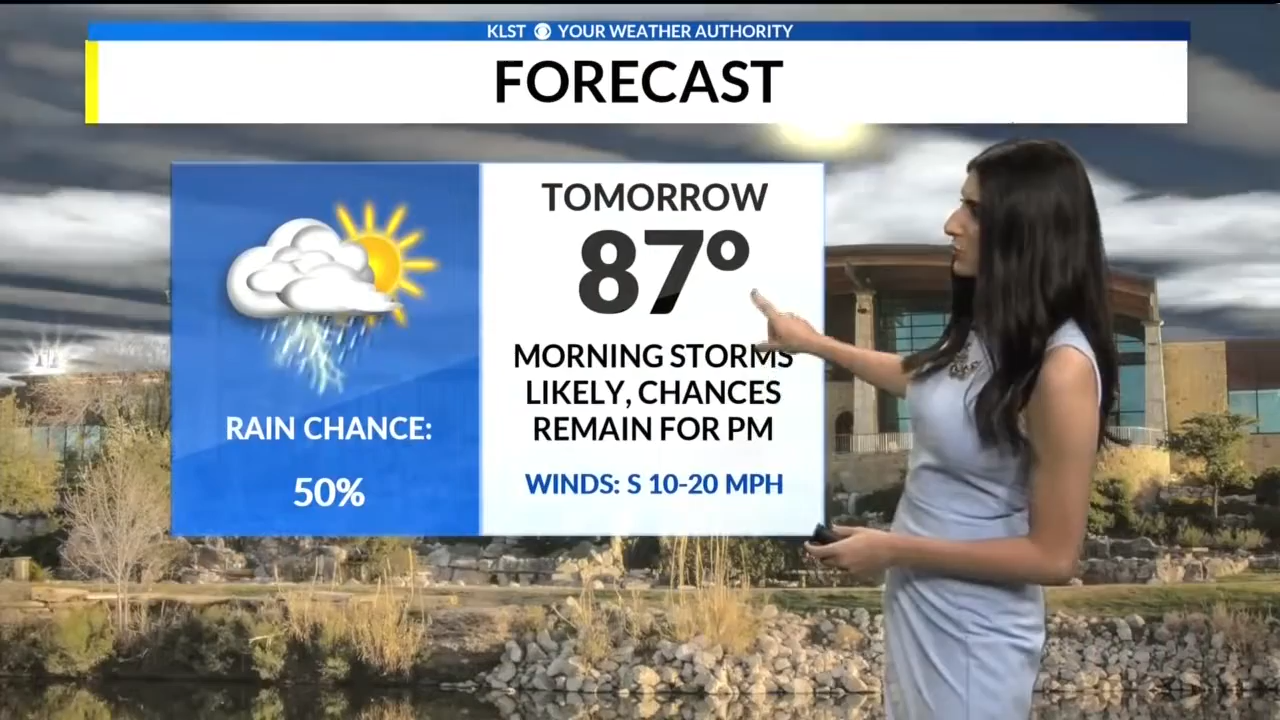 KLST YOUR WEATHER AUTHORITY
FORECAST
TOMORROW
87°
MORNING STORMS
LIKELY, CHANCES
REMAIN FOR PM
WINDS: S 10-20 MPH
RAIN CHANCE:
50%